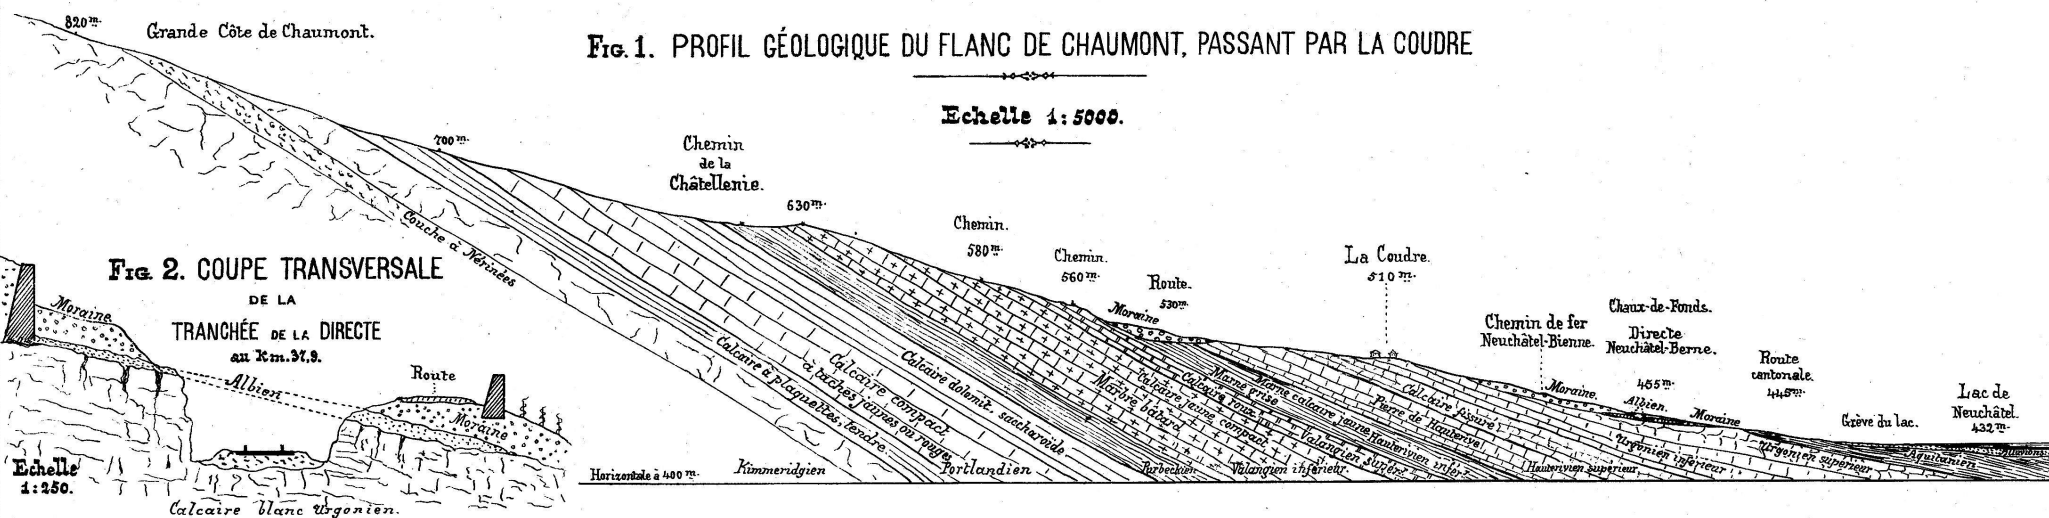 820m.
Grande Côte de Chaumont.
FIG. 1. PROFIL GÉOLOGIQUE DU FLANC DE CHAUMONT, PASSANT PAR LA COUDRE
Echelle 1:5000.
700m.
Chemin
de la
Châtellenie.
630m.
Chemin.
580m.
Chemin.
560m.
Route.
530m.
La Coudre.
510m.
Chemin de fer
Neuchâtel-Bienne.
Chaux-de-Fonds.
Directe
Neuchâtel-Berne.
455m.
Route
cantonale.
445m.
Grève du lac.
Lac de
Neuchâtel.
432m.
Couche à Nérinées
Calcaire à plaquettes, tendre.
Calcaire compact,
à taches jaunes ou rouges
Calcaire dolomit. saccharoïde.
Marbre bâtard
Calcaire jaune compact
Calcaire roux
Moraine
Marne grise
Marne calcaire jaune
Calcaire fissuré
Pierre de Hauterive
Moraine.
Albien.
Moraine
Horizontale à 400 m.
Kimmeridgien
Portlandien
Purbeckien
Valangien inférieur.
Valangien supérr.
Hauterivien infér.
Hauterivien supérieur
Urgonien inférieur
Urgonien supérieur
Aquitanien
Alluvions
FIG. 2. COUPE TRANSVERSALE
DE LA
TRANCHÉE DE LA DIRECTE
au Km. 37,9.
Moraine
Albien
Route
Moraine
Echelle
1:250.
Calcaire blanc Urgonien.